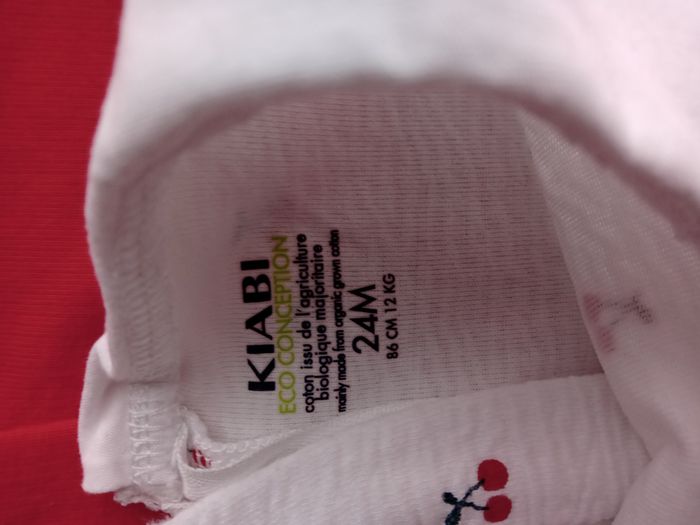 KIABI
ECO CONCEPTION
coton issu de l'agriculture
biologique majoritaire
mainly made from organic grown cotton
24M
86 CM 12 KG